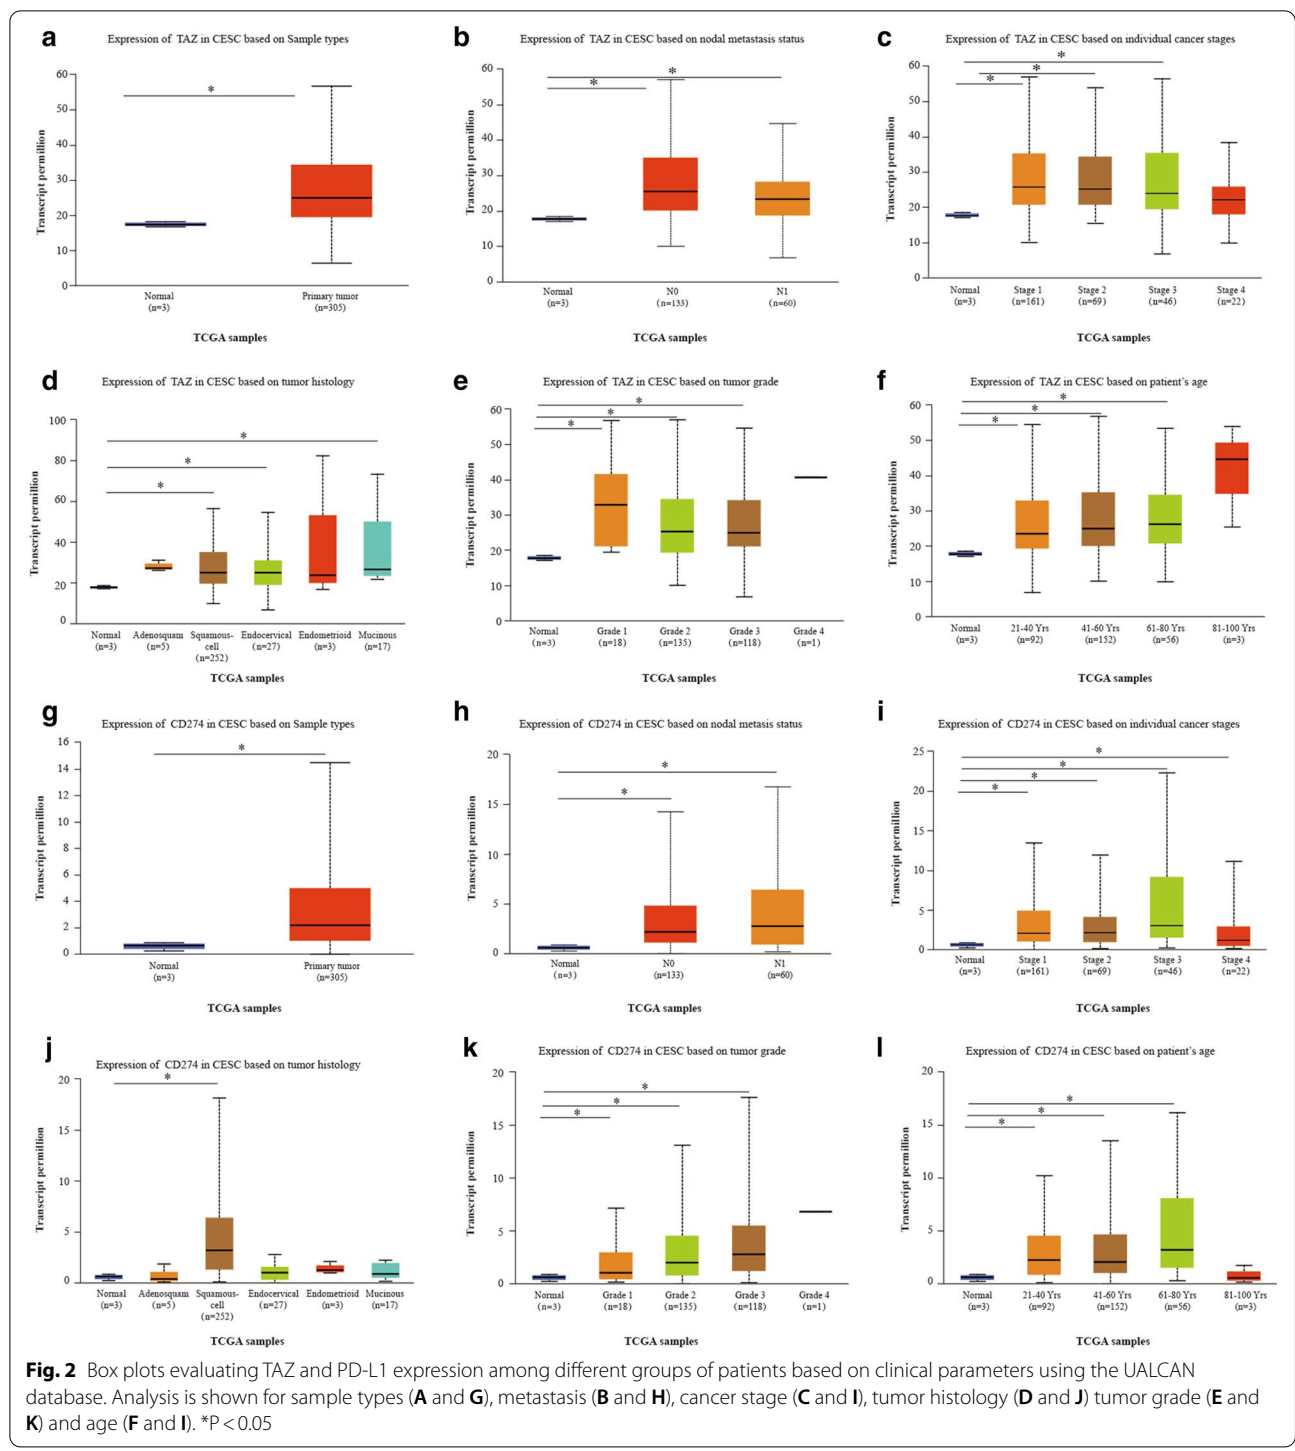 a
Expression of TAZ in CESC based on Sample types
Transcript permillion
60
50
40
30
20
10
0
*
Normal
(n=3)
Primary tumor
(n=305)
TCGA samples
b
Expression of TAZ in CESC based on nodal metastasis status
Transcript permillion
60
50
40
30
20
10
0
*
*
Normal
(n=3)
N0
(n=133)
N1
(n=60)
TCGA samples
c
Expression of TAZ in CESC based on individual cancer stages
Transcript permillion
60
50
40
30
20
10
0
*
*
*
Normal
(n=3)
Stage 1
(n=161)
Stage 2
(n=69)
Stage 3
(n=46)
Stage 4
(n=22)
TCGA samples
d
Expression of TAZ in CESC based on tumor histology
Transcript permillion
100
80
60
40
20
0
*
*
*
Normal
(n=3)
Adenosquam
(n=5)
Squamous-
cell
(n=252)
Endocervical
(n=27)
Endometrioid
(n=3)
Mucinous
(n=17)
TCGA samples
e
Expression of TAZ in CESC based on tumor grade
Transcript permillion
60
50
40
30
20
10
0
*
*
*
Normal
(n=3)
Grade 1
(n=18)
Grade 2
(n=135)
Grade 3
(n=118)
Grade 4
(n=1)
TCGA samples
f
Expression of TAZ in CESC based on patient's age
Transcript permillion
60
50
40
30
20
10
0
*
*
*
Normal
(n=3)
21-40 Yrs
(n=92)
41-60 Yrs
(n=152)
61-80 Yrs
(n=56)
81-100 Yrs
(n=3)
TCGA samples
g
Expression of CD274 in CESC based on Sample types
Transcript permillion
16
14
12
10
8
6
4
2
0
*
Normal
(n=3)
Primary tumor
(n=305)
TCGA samples
h
Expression of CD274 in CESC based on nodal metasis status
Transcript permillion
20
15
10
5
0
*
*
Normal
(n=3)
N0
(n=133)
N1
(n=60)
TCGA samples
i
Expression of CD274 in CESC based on individual cancer stages
Transcript permillion
25
20
15
10
5
0
*
*
*
*
Normal
(n=3)
Stage 1
(n=161)
Stage 2
(n=69)
Stage 3
(n=46)
Stage 4
(n=22)
TCGA samples
j
Expression of CD274 in CESC based on tumor histology
Transcript permillion
20
15
10
5
0
*
Normal
(n=3)
Adenosquam
(n=5)
Squamous-
cell
(n=252)
Endocervical
(n=27)
Endometrioid
(n=3)
Mucinous
(n=17)
TCGA samples
k
Expression of CD274 in CESC based on tumor grade
Transcript permillion
20
15
10
5
0
*
*
*
Normal
(n=3)
Grade 1
(n=18)
Grade 2
(n=135)
Grade 3
(n=118)
Grade 4
(n=1)
TCGA samples
l
Expression of CD274 in CESC based on patient's age
Transcript permillion
20
15
10
5
0
*
*
*
Normal
(n=3)
21-40 Yrs
(n=92)
41-60 Yrs
(n=152)
61-80 Yrs
(n=56)
81-100 Yrs
(n=3)
TCGA samples
Fig. 2 Box plots evaluating TAZ and PD-L1 expression among different groups of patients based on clinical parameters using the UALCAN
database. Analysis is shown for sample types (A and G), metastasis (B and H), cancer stage (C and I), tumor histology (D and J) tumor grade (E and
K) and age (F and I). *P < 0.05